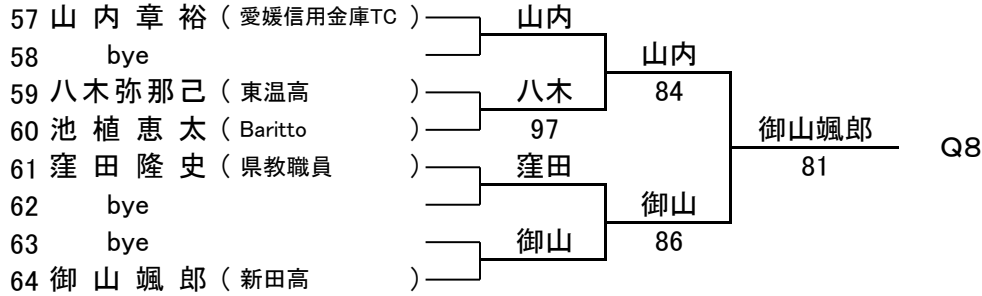 57 山 内 章 裕 ( 愛媛信用金庫TC ) 山内
58 bye 山内
59 八木弥那己 ( 東温高 ) 八木 84
60 池 植 恵 太 ( Baritto ) 97 御山颯郎 Q8
61 窪 田 隆 史 ( 県教職員 ) 窪田 81
62 bye 御山
63 bye 御山 86
64 御 山 颯 郎 ( 新田高 )